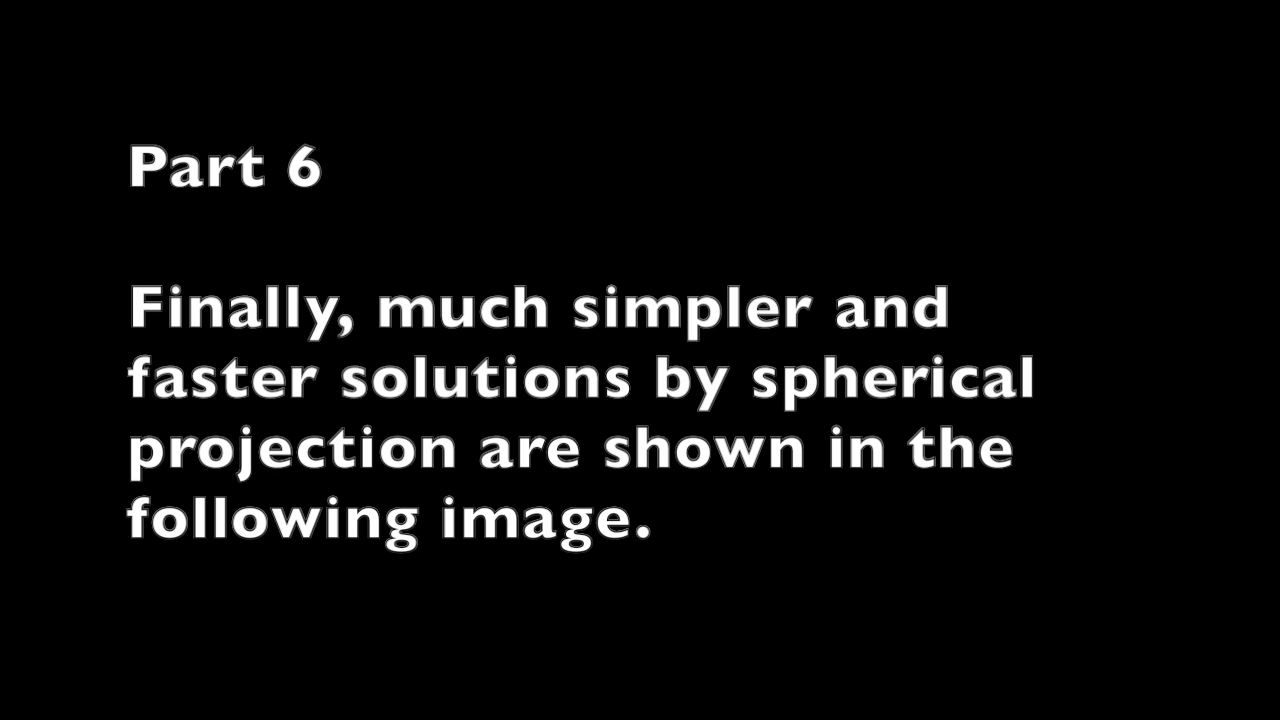 Part 6
Finally, much simpler and
faster solutions by spherical
projection are shown in the
following image.